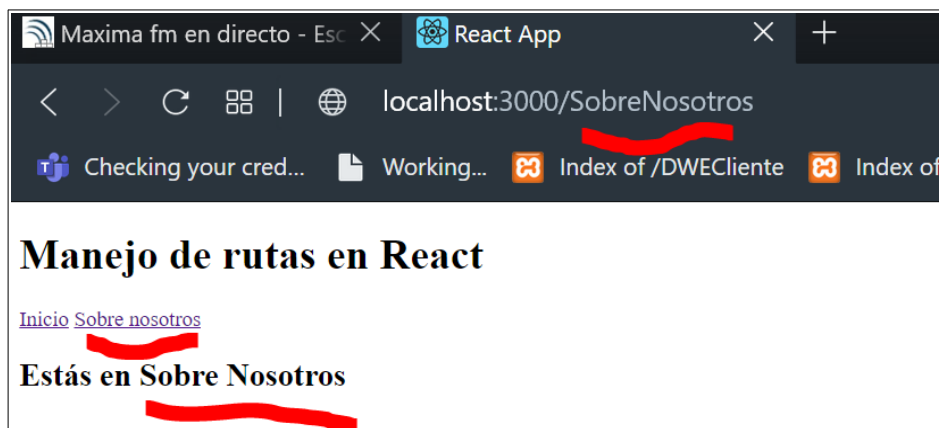 Maxima fm en directo - Esc
React App
localhost:3000/SobreNosotros
Checking your cred... Working... Index of /DWECliente Index of
Manejo de rutas en React
Inicio Sobre nosotros
Estás en Sobre Nosotros